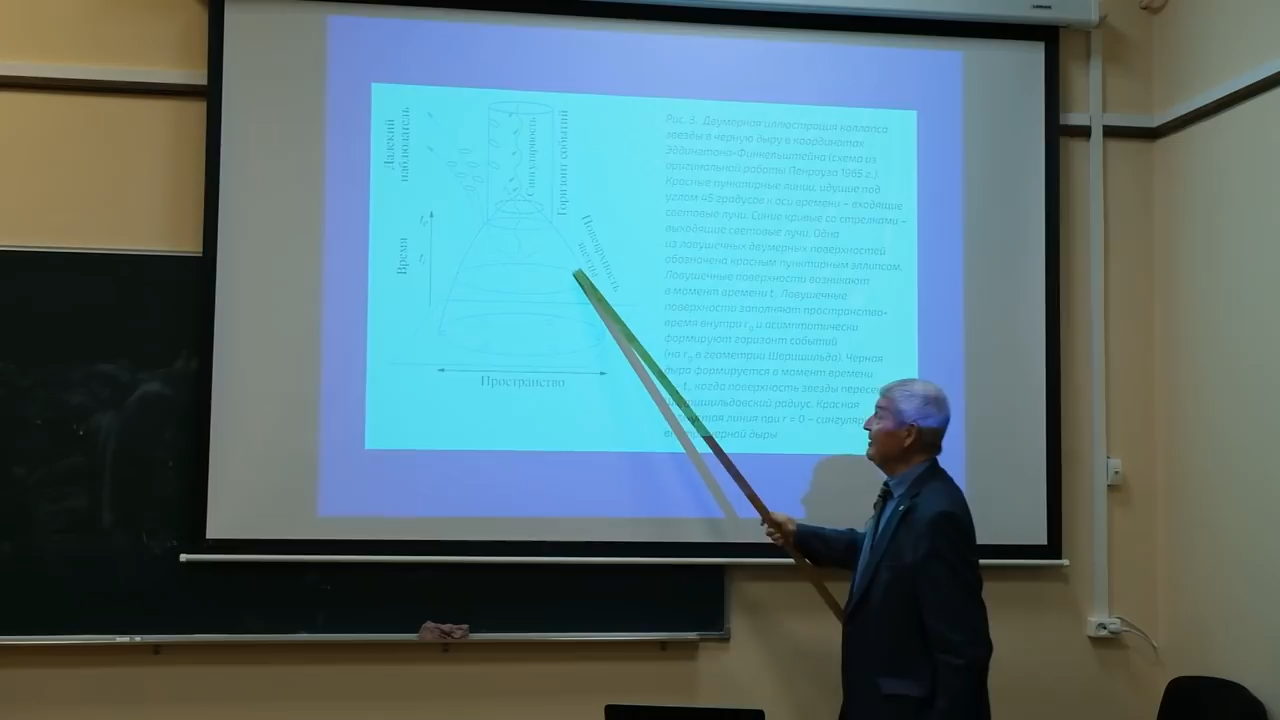 Далекий
наблюдатель
Время
Сингулярность
Горизонт событий
Поверхность
звезды
Пространство
Рис. 3. Двумерная иллюстрация коллапса
звезды в черную дыру в координатах
Эддингтона-Финкельштейна (схема из
оригинальной работы Пенроуза 1965 г.).
Красные пунктирные линии, идущие под
углом 45 градусов к оси времени – входящие
световые лучи. Синие кривые со стрелками –
выходящие световые лучи. Одна
из ловушечных двумерных поверхностей
обозначена красным пунктирным эллипсом.
Ловушечные поверхности возникают
в момент времени t. Ловушечные
поверхности заполняют пространство-
время внутри r и асимптотически
формируют горизонт событий
(на r в геометрии Шварцшильда). Черная
дыра формируется в момент времени
когда поверхность звезды
радиус. Красная
линия при r = 0 –
дыры